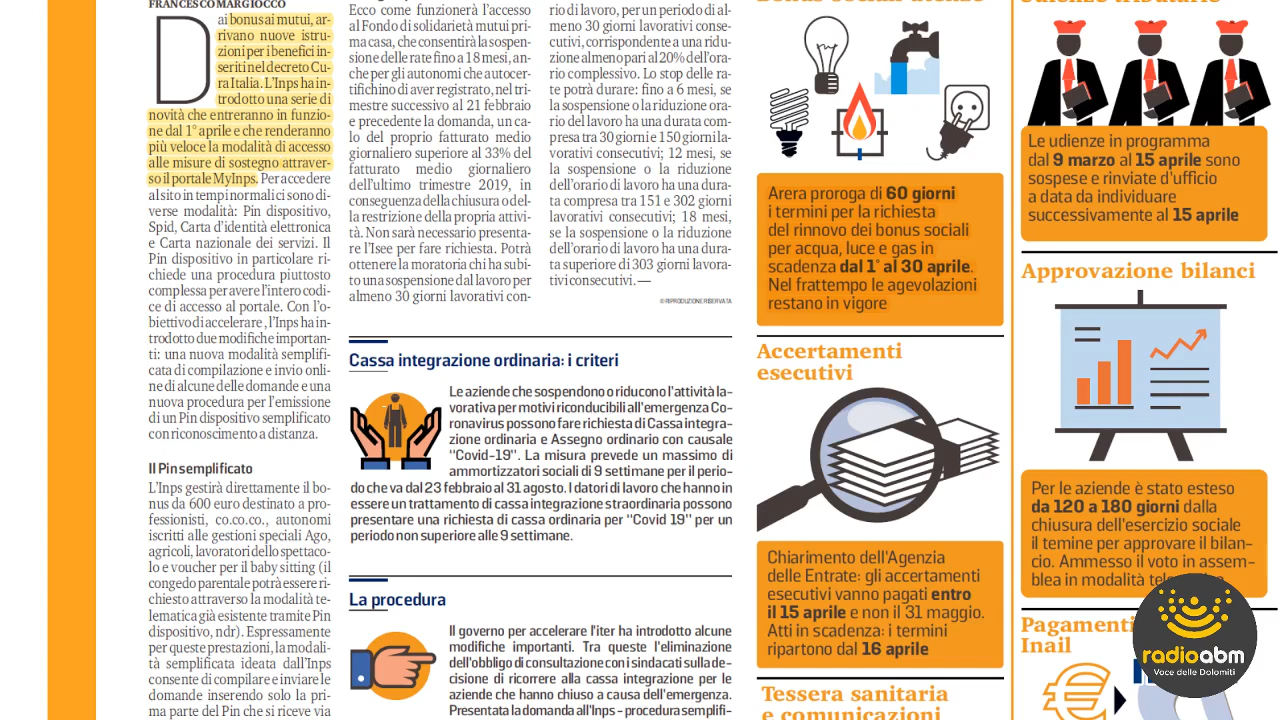 FRANCESCO MARGIOCCO
Dai bonus ai mutui, ar-
rivano nuove istru-
zioni per i benefici in-
seriti nel decreto Cu-
ra Italia. L'Inps ha in-
trodotto una serie di
novità che entreranno in funzio-
ne dal 1° aprile e che renderanno
più veloce la modalità di accesso
alle misure di sostegno attraver-
so il portale MyInps. Per accedere
al sito in tempi normali ci sono di-
verse modalità: Pin dispositivo,
Spid, Carta d'identità elettronica
e Carta nazionale dei servizi. Il
Pin dispositivo in particolare ri-
chiede una procedura piuttosto
complessa per avere l'intero codi-
ce di accesso al portale. Con l'o-
biettivo di accelerare, l'Inps ha in-
trodotto due modifiche importan-
ti: una nuova modalità semplifi-
cata di compilazione e invio onli-
ne di alcune delle domande e una
nuova procedura per l'emissione
di un Pin dispositivo semplificato
con riconoscimento a distanza.
Il Pin semplificato
L'Inps gestirà direttamente il bo-
nus da 600 euro destinato a pro-
fessionisti, co.co.co., autonomi
iscritti alle gestioni speciali Ago,
agricoli, lavoratori dello spettaco-
lo e voucher per il baby sitting (il
congedo parentale potrà essere ri-
chiesto attraverso la modalità te-
lematica già esistente tramite Pin
dispositivo, ndr). Espressamente
per queste prestazioni, la modali-
tà semplificata ideata dall'Inps
consente di compilare e inviare le
domande inserendo solo la pri-
ma parte del Pin che si riceve via
Ecco come funzionerà l'accesso
al Fondo di solidarietà mutui pri-
ma casa, che consentirà la sospen-
sione delle rate fino a 18 mesi, an-
che per gli autonomi che autocer-
tifichino di aver registrato, nel tri-
mestre successivo al 21 febbraio
e precedente la domanda, un ca-
lo del proprio fatturato medio
giornaliero superiore al 33% del
fatturato medio giornaliero
dell'ultimo trimestre 2019, in
conseguenza della chiusura o del-
la restrizione della propria attivi-
tà. Non sarà necessario presenta-
re l'Isee per fare richiesta. Potrà
ottenere la moratoria chi ha subi-
to una sospensione dal lavoro per
almeno 30 giorni lavorativi con-
rio di lavoro, per un periodo di al-
meno 30 giorni lavorativi conse-
cutivi, corrispondente a una ridu-
zione almeno pari al 20% dell'ora-
rio complessivo. Lo stop delle ra-
te potrà durare: fino a 6 mesi, se
la sospensione o la riduzione ora-
rio del lavoro ha una durata com-
presa tra 30 giorni e 150 giorni la-
vorativi consecutivi; 12 mesi, se
la sospensione o la riduzione
dell'orario di lavoro ha una dura-
ta compresa tra 151 e 302 giorni
lavorativi consecutivi; 18 mesi,
se la sospensione o la riduzione
dell'orario di lavoro ha una dura-
ta superiore di 303 giorni lavora-
tivi consecutivi. —
© RIPRODUZIONE RISERVATA
Cassa integrazione ordinaria: i criteri
Le aziende che sospendono o riducono l'attività la-
vorativa per motivi riconducibili all'emergenza Co-
ronavirus possono fare richiesta di Cassa integra-
zione ordinaria e Assegno ordinario con causale
"Covid-19". La misura prevede un massimo di
ammortizzatori sociali di 9 settimane per il perio-
do che va dal 23 febbraio al 31 agosto. I datori di lavoro che hanno in
essere un trattamento di cassa integrazione straordinaria possono
presentare una richiesta di cassa ordinaria per "Covid 19" per un
periodo non superiore alle 9 settimane.
La procedura
Il governo per accelerare l'iter ha introdotto alcune
modifiche importanti. Tra queste l'eliminazione
dell'obbligo di consultazione con i sindacati sulla de-
cisione di ricorrere alla cassa integrazione per le
aziende che hanno chiuso a causa dell'emergenza.
Presentata la domanda all'Inps - procedura semplifi-
Bonus sociali utenze
Arera proroga di 60 giorni
i termini per la richiesta
del rinnovo dei bonus sociali
per acqua, luce e gas in
scadenza dal 1° al 30 aprile.
Nel frattempo le agevolazioni
restano in vigore
Accertamenti
esecutivi
Chiarimento dell'Agenzia
delle Entrate: gli accertamenti
esecutivi vanno pagati entro
il 15 aprile e non il 31 maggio.
Atti in scadenza: i termini
ripartono dal 16 aprile
Tessera sanitaria
e comunicazioni
Udienze tributarie
Le udienze in programma
dal 9 marzo al 15 aprile sono
sospese e rinviate d'ufficio
a data da individuare
successivamente al 15 aprile
Approvazione bilanci
Per le aziende è stato esteso
da 120 a 180 giorni dalla
chiusura dell'esercizio sociale
il temine per approvare il bilan-
cio. Ammesso il voto in assem-
blea in modalità
Pagamenti
Inail
radioabm
Voce delle Dolomiti